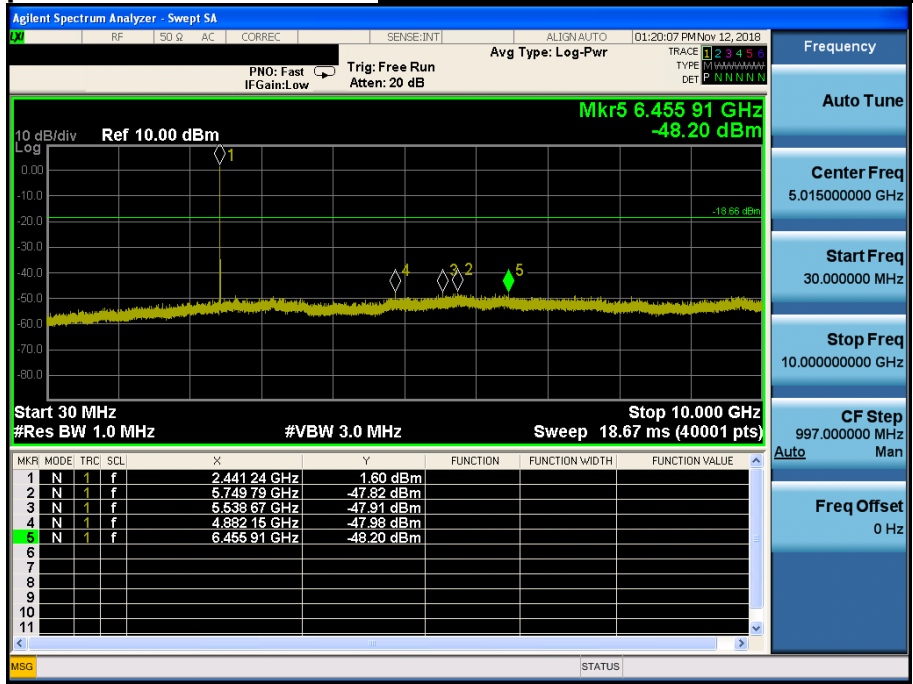 Agilent Spectrum Analyzer - Swept SA
LXI RF 50 Ω AC CORREC SENSE:INT ALIGN AUTO 01:20:07 PM Nov 12, 2018
Avg Type: Log-Pwr TRACE 1 2 3 4 5 6
PNO: Fast Trig: Free Run TYPE M WWWWW
IFGain:Low Atten: 20 dB DET P N N N N N
Mkr5 6.455 91 GHz
-48.20 dBm
10 dB/div Ref 10.00 dBm
Log
1
0.00
-10.0
-18.66 dBm
-20.0
-30.0
4 3 2 5
-40.0
-50.0
-60.0
-70.0
-80.0
Start 30 MHz Stop 10.000 GHz
#Res BW 1.0 MHz #VBW 3.0 MHz Sweep 18.67 ms (40001 pts)
MKR MODE TRC SCL X Y FUNCTION FUNCTION WIDTH FUNCTION VALUE
1 N 1 f 2.441 24 GHz 1.60 dBm
2 N 1 f 5.749 79 GHz -47.82 dBm
3 N 1 f 5.538 67 GHz -47.91 dBm
4 N 1 f 4.882 15 GHz -47.98 dBm
5 N 1 f 6.455 91 GHz -48.20 dBm
6
7
8
9
10
11
MSG STATUS
Frequency
Auto Tune
Center Freq
5.015000000 GHz
Start Freq
30.000000 MHz
Stop Freq
10.000000000 GHz
CF Step
997.000000 MHz
Auto Man
Freq Offset
0 Hz